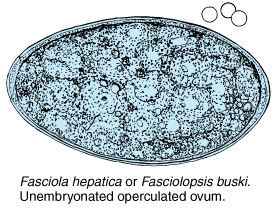 Fasciola hepatica or Fasciolopsis buski.
Unembryonated operculated ovum.